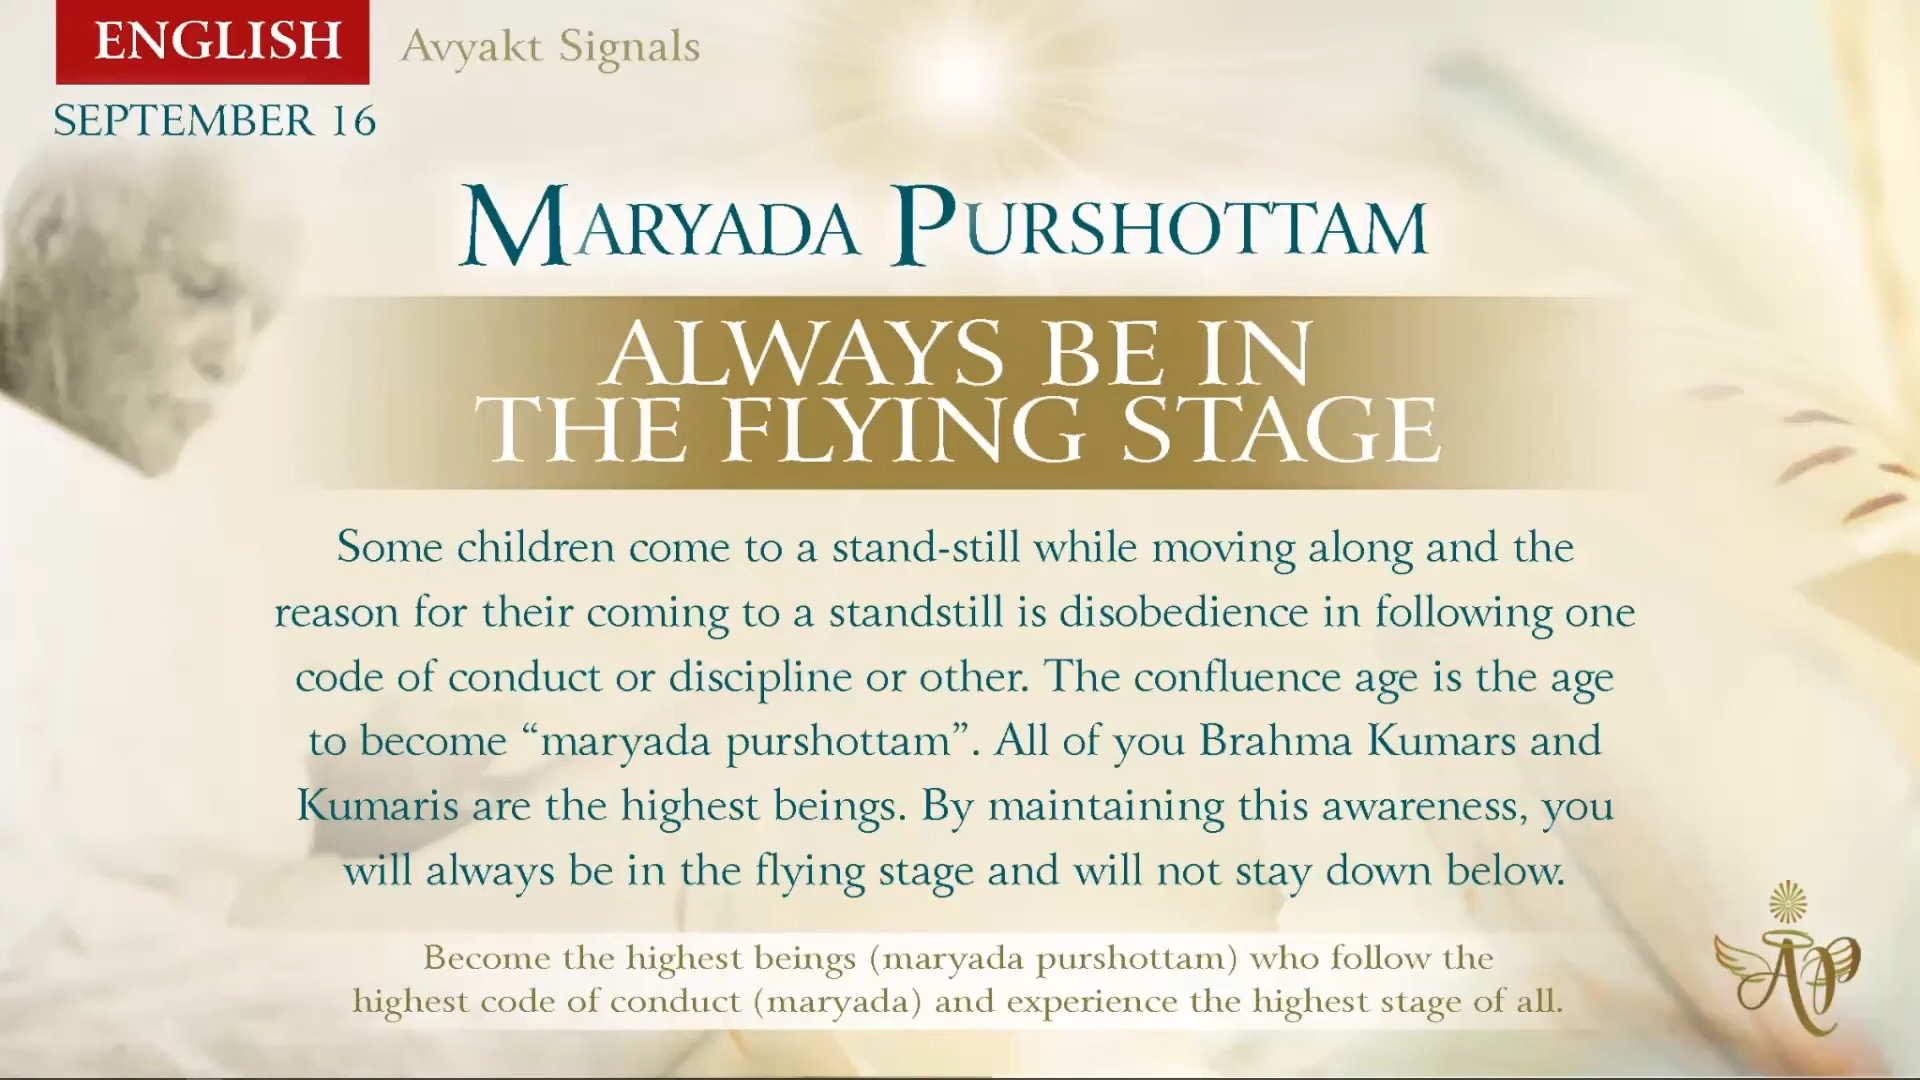 ENGLISH
Avyakt Signals
SEPTEMBER 16
MARYADA PURSHOTTAM
ALWAYS BE IN
THE FLYING STAGE
Some children come to a stand-still while moving along and the
reason for their coming to a standstill is disobedience in following one
code of conduct or discipline or other. The confluence age is the age
to become “maryada purshottam”. All of you Brahma Kumars and
Kumaris are the highest beings. By maintaining this awareness, you
will always be in the flying stage and will not stay down below.
Become the highest beings (maryada purshottam) who follow the
highest code of conduct (maryada) and experience the highest stage of all.
AP